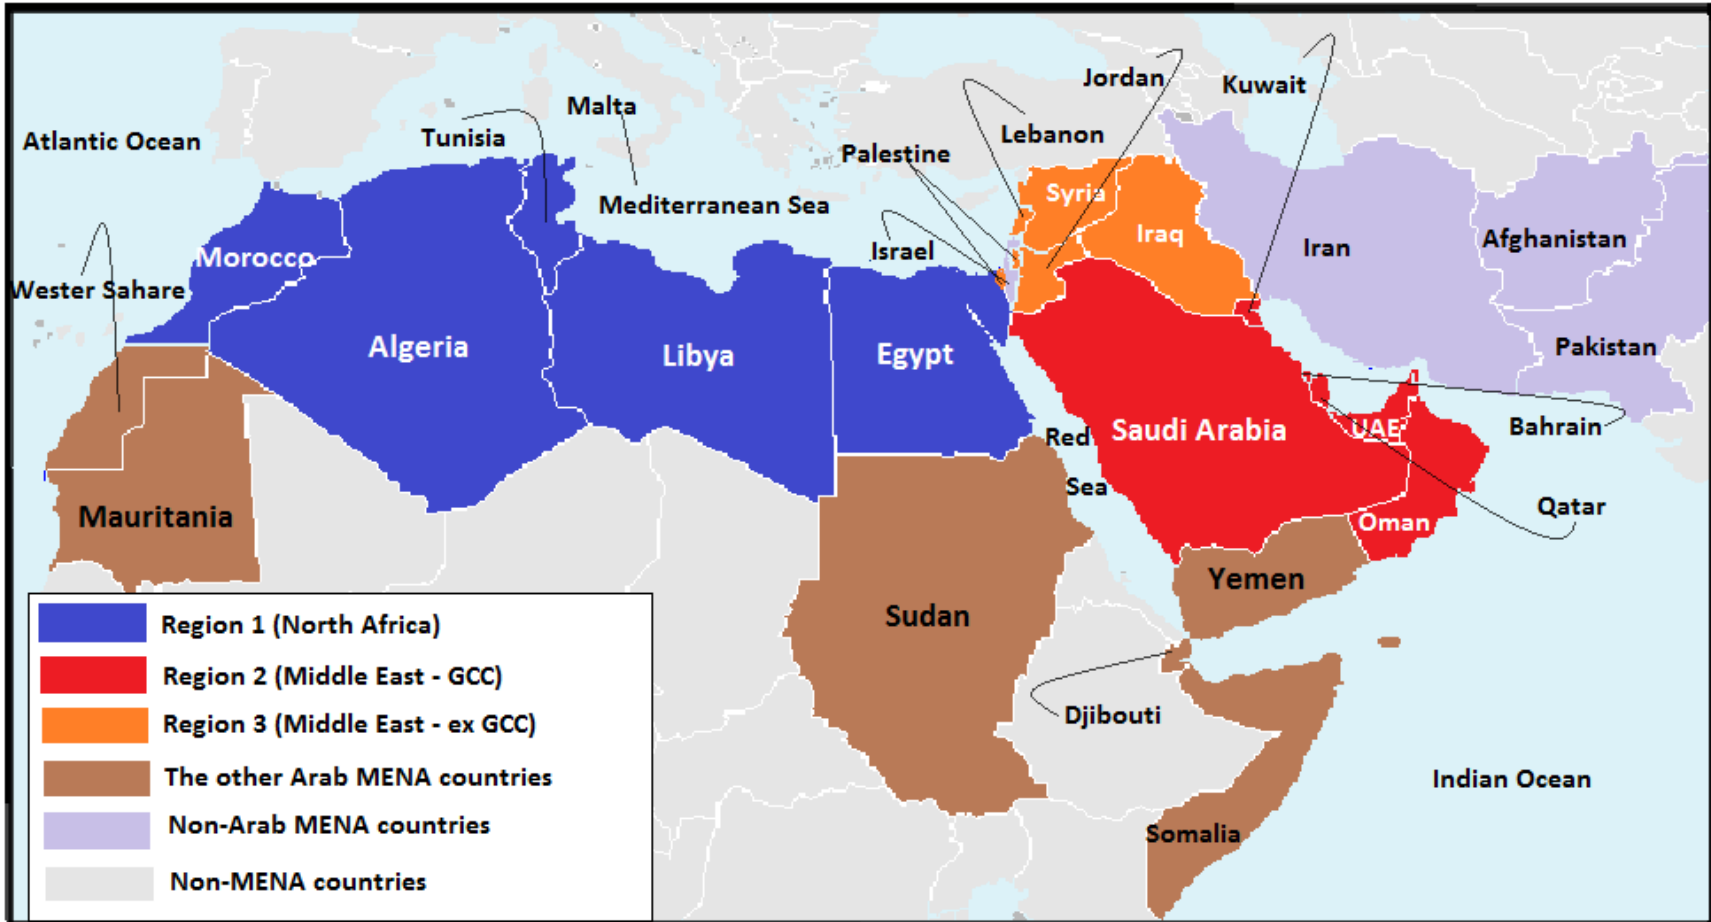 Jordan
Kuwait
Malta
Lebanon
Tunisia
Atlantic Ocean
Palestine
Syria
Mediterranean Sea
Iraq
Israel
Iran
Afghanistan
Morocco
Wester Sahare
Algeria
Libya
Egypt
Pakistan
Saudi Arabia
UAE
Bahrain
Red
Sea
Qatar
Mauritania
Oman
Yemen
Sudan
Djibouti
Indian Ocean
Somalia
Region 1 (North Africa)
Region 2 (Middle East - GCC)
Region 3 (Middle East - ex GCC)
The other Arab MENA countries
Non-Arab MENA countries
Non-MENA countries